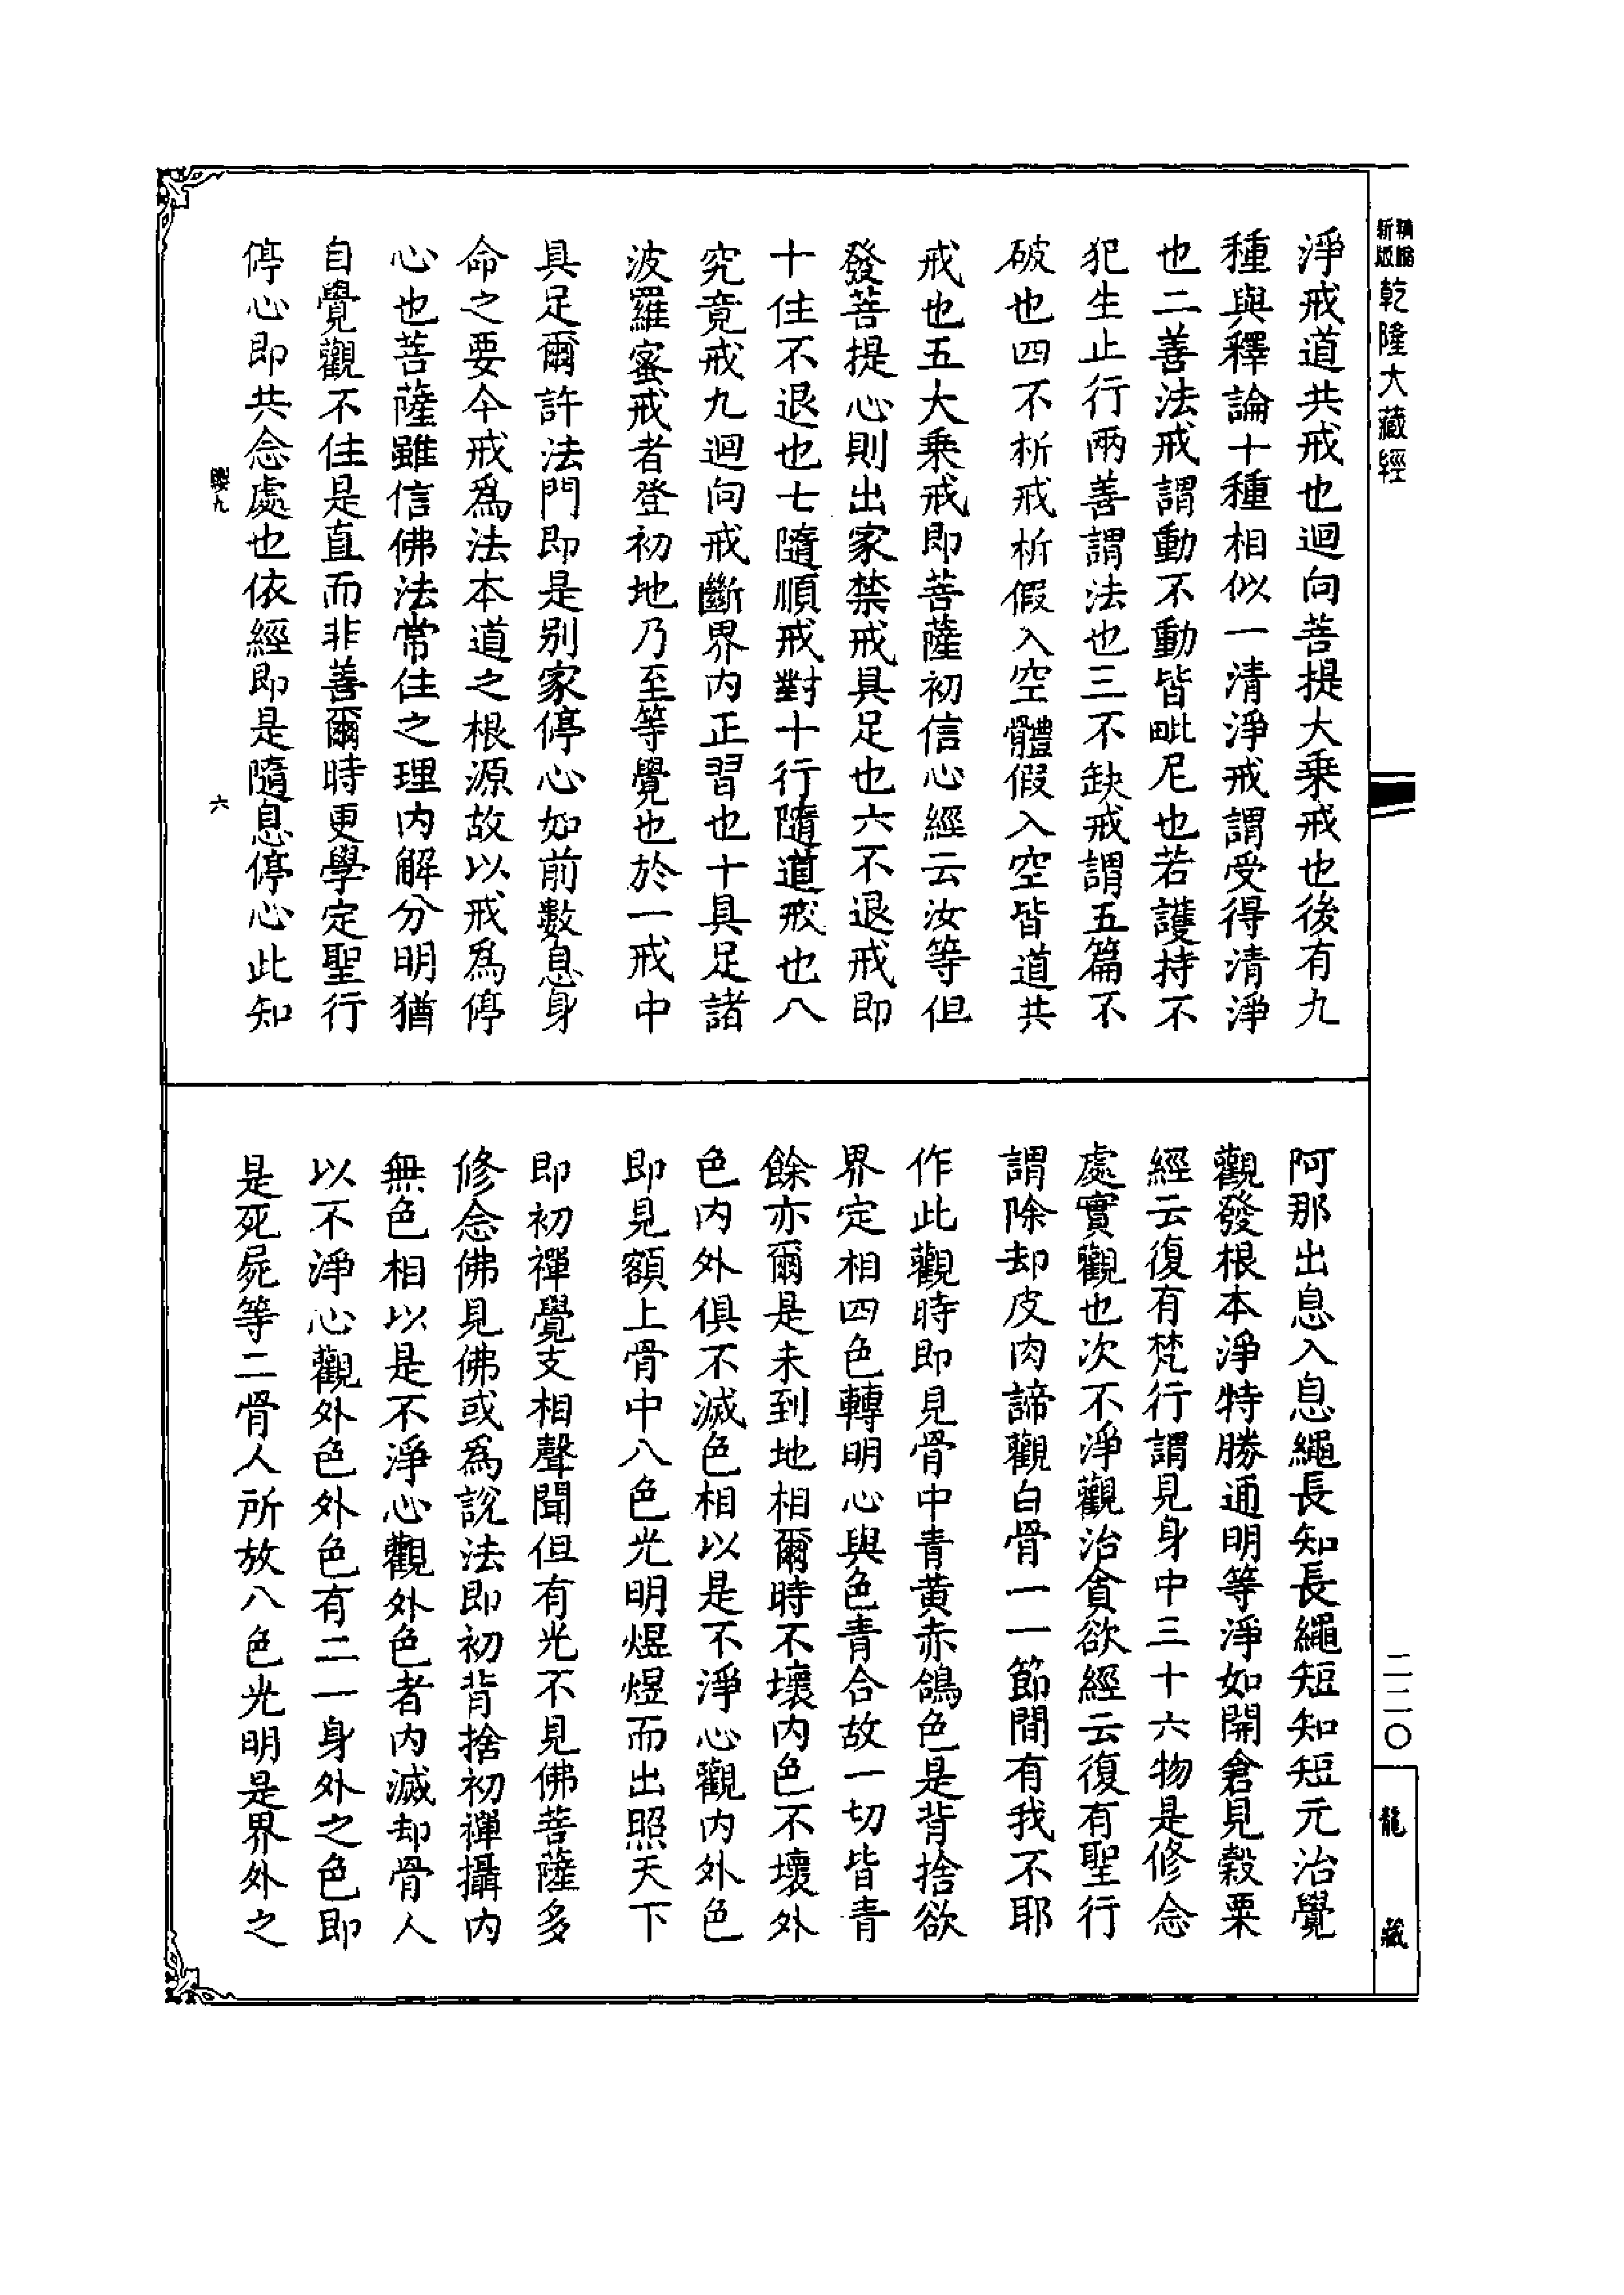 新版
精縮
乾隆大藏經
淨戒道共戒也迴向菩提大乗戒也後有九
種與釋論十種相似一清淨戒謂受得清淨
也二善法戒謂動不動皆毗尼也若護持不
犯生止行兩善謂法也三不缺戒謂五篇不
破也四不析戒析假入空體假入空皆道共
戒也五大乗戒即菩薩初信心經云汝等但
發菩提心則出家禁戒具足也六不退戒即
十住不退也七隨順戒對十行隨道戒也八
究竟戒九迴向戒斷界内正習也十具足諸
波羅蜜戒者登初地乃至等覺也於一戒中
具足爾許法門即是别家停心如前數息身
命之要今戒爲法本道之根源故以戒爲停
心也菩薩雖信佛法常住之理内解分明猶
自覺觀不住是直而非善爾時更學定聖行
停心即共念處也依經即是隨息停心此知
纓九
六
阿那出息入息繩長知長繩短知短元治覺
觀發根本淨特勝通明等淨如開倉見穀粟
經云復有梵行謂見身中三十六物是修念
處實觀也次不淨觀治貪欲經云復有聖行
謂除却皮肉諦觀白骨一一節間有我不耶
作此觀時即見骨中青黄赤鴿色是背捨欲
界定相四色轉明心與色青合故一切皆青
餘亦爾是未到地相爾時不壞内色不壞外
色内外俱不滅色相以是不淨心觀内外色
即見額上骨中八色光明煜煜而出照天下
即初禪覺支相聲聞但有光不見佛菩薩多
修念佛見佛或爲說法即初背捨初禪攝内
無色相以是不淨心觀外色者内滅却骨人
以不淨心觀外色外色有二一身外之色即
是死屍等二骨人所放八色光明是界外之
二二〇
龍藏